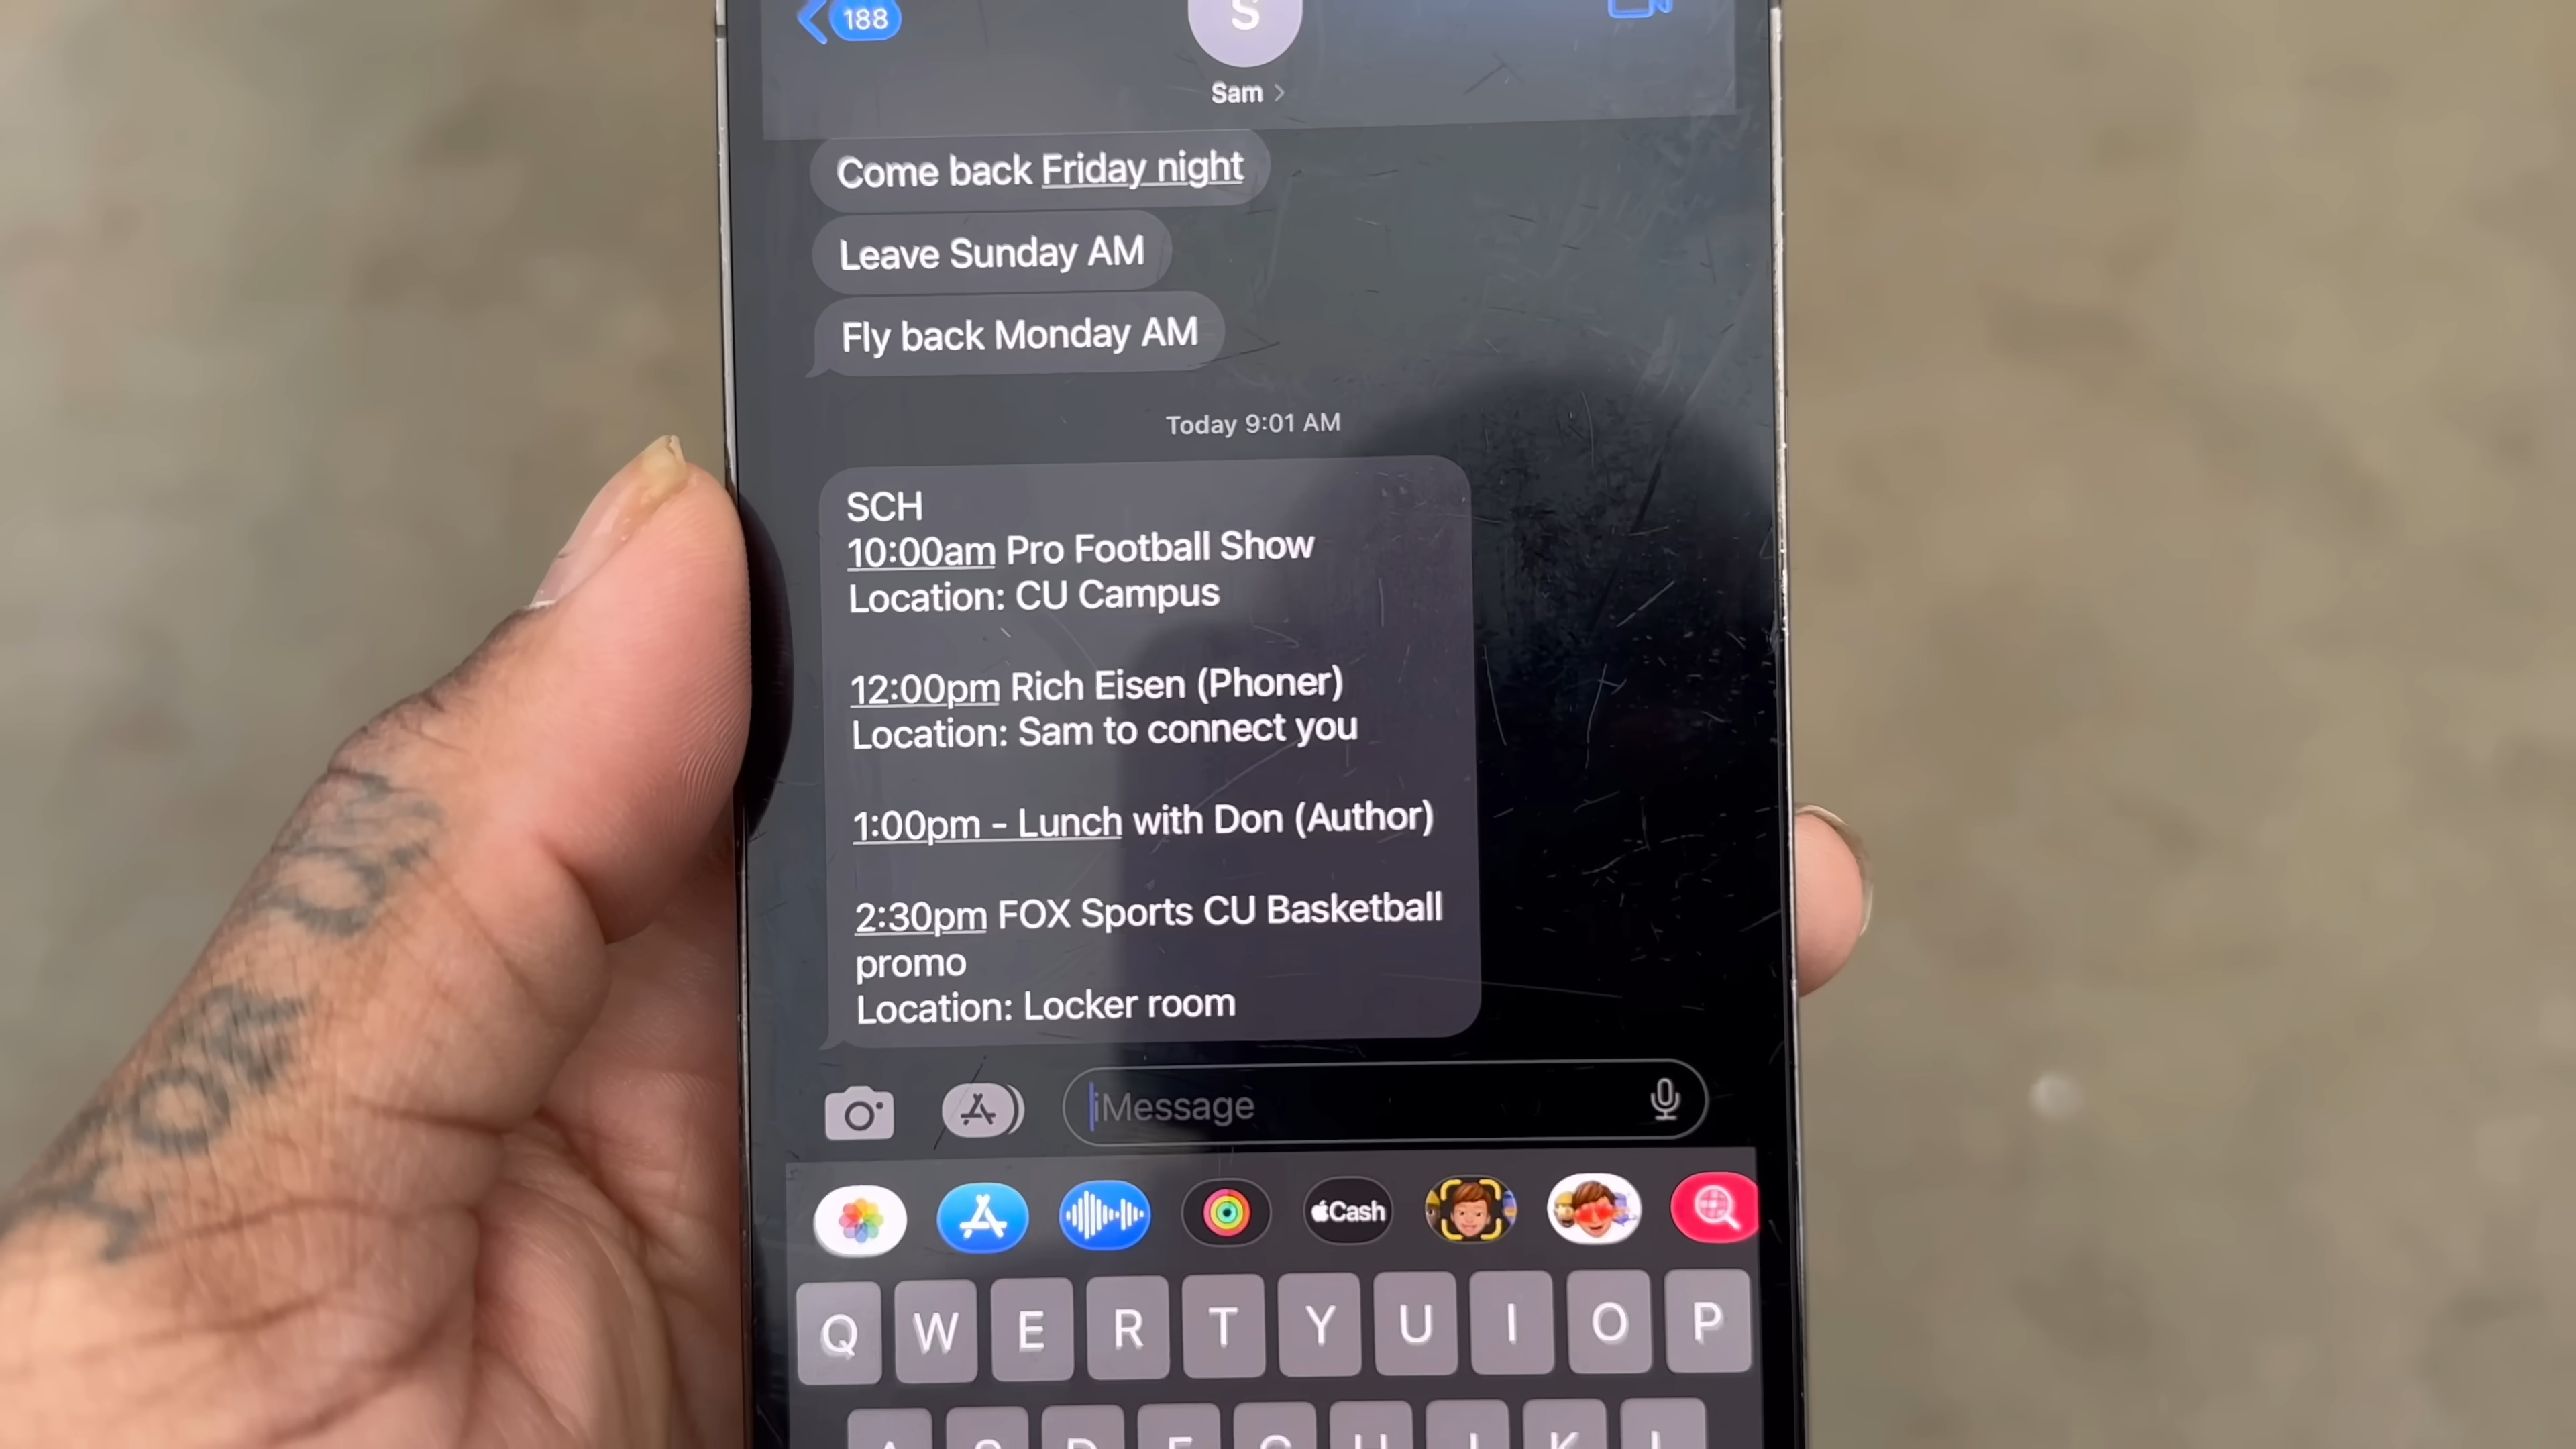 188
S
Sam >
Come back Friday night
Leave Sunday AM
Fly back Monday AM
Today 9:01 AM
SCH
10:00am Pro Football Show
Location: CU Campus
12:00pm Rich Eisen (Phoner)
Location: Sam to connect you
1:00pm - Lunch with Don (Author)
2:30pm FOX Sports CU Basketball
promo
Location: Locker room
iMessage
Cash
Q W E R T Y U I O P